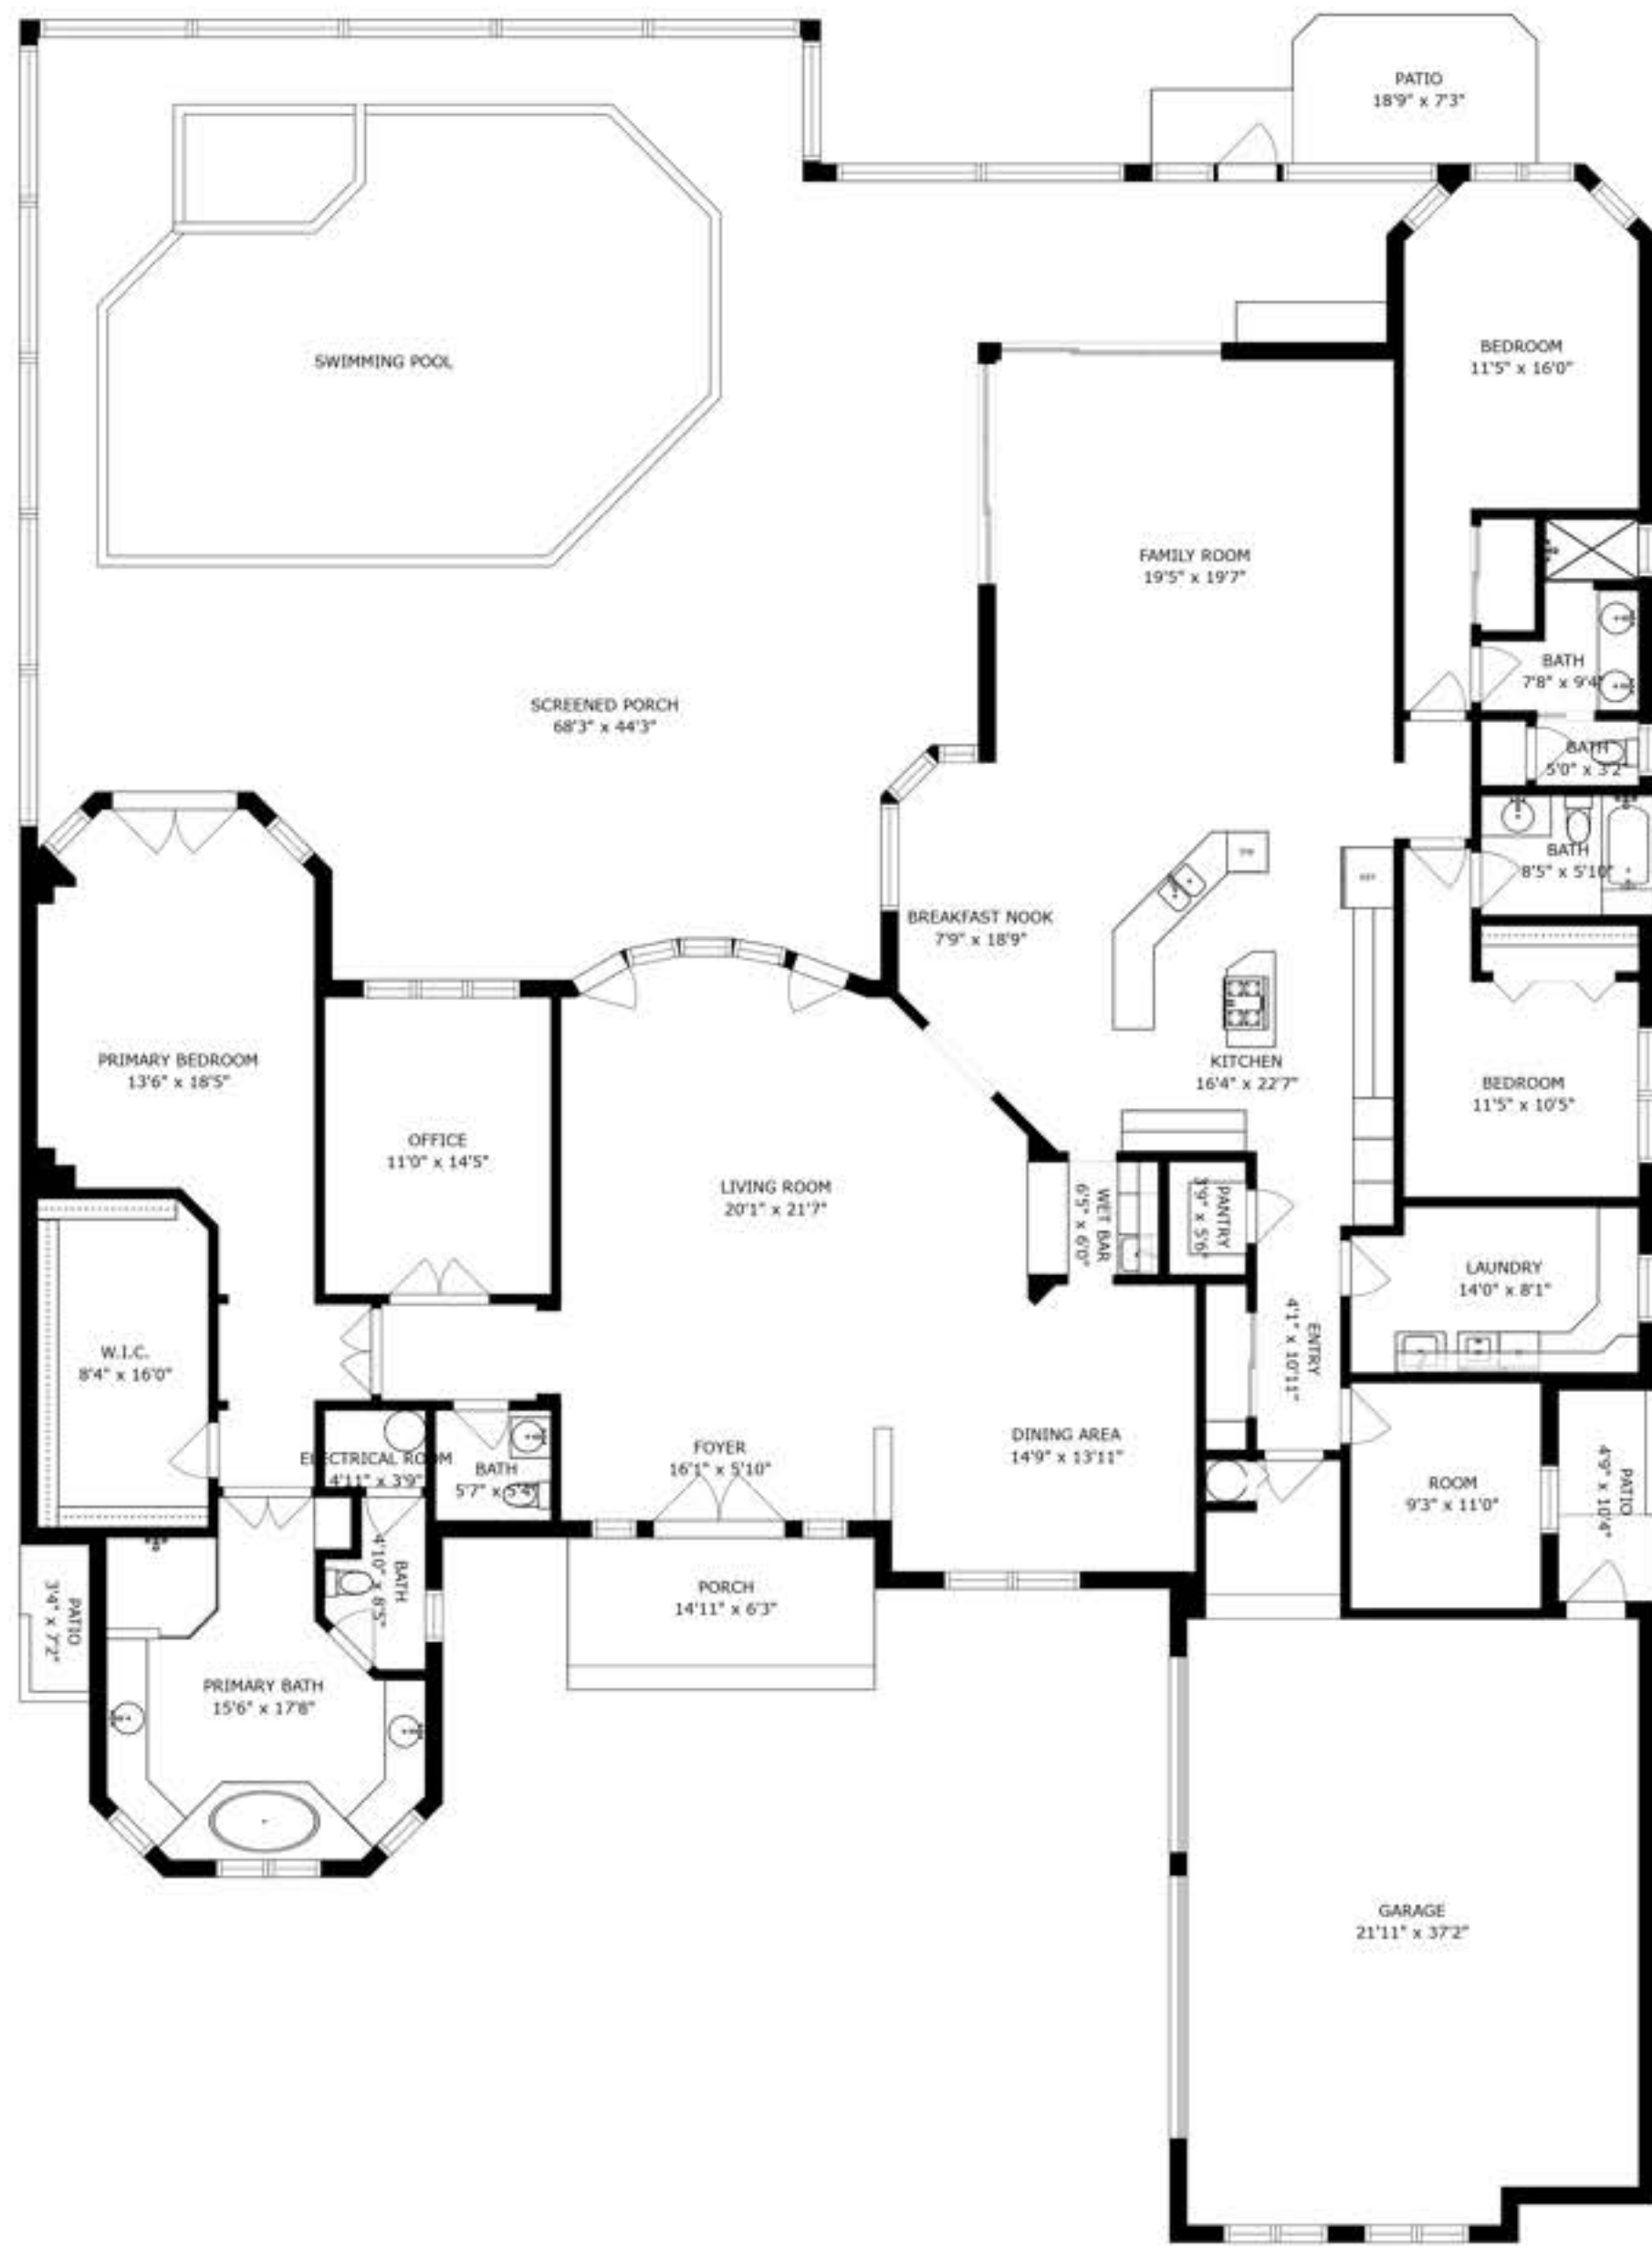 PATIO
18'9" x 7'3"
SWIMMING POOL
BEDROOM
11'5" x 16'0"
FAMILY ROOM
19'5" x 19'7"
SCREENED PORCH
68'3" x 44'3"
BATH
7'8" x 9'4"
BATH
5'0" x 3'2"
BATH
8'5" x 5'10"
BREAKFAST NOOK
7'9" x 18'9"
KITCHEN
16'4" x 22'7"
PRIMARY BEDROOM
13'6" x 18'5"
BEDROOM
11'5" x 10'5"
OFFICE
11'0" x 14'5"
LIVING ROOM
20'1" x 21'7"
WET BAR
6'5" x 6'0"
PANTRY
3'9" x 5'6"
LAUNDRY
14'0" x 8'1"
W.I.C.
8'4" x 16'0"
ENTRY
4'1" x 10'11"
ELECTRICAL ROOM
4'11" x 3'9"
BATH
5'7" x 5'4"
FOYER
16'1" x 5'10"
DINING AREA
14'9" x 13'11"
ROOM
9'3" x 11'0"
PATIO
4'9" x 10'4"
BATH
4'10" x 8'5"
PATIO
3'4" x 7'2"
PORCH
14'11" x 6'3"
PRIMARY BATH
15'6" x 17'8"
GARAGE
21'11" x 37'2"